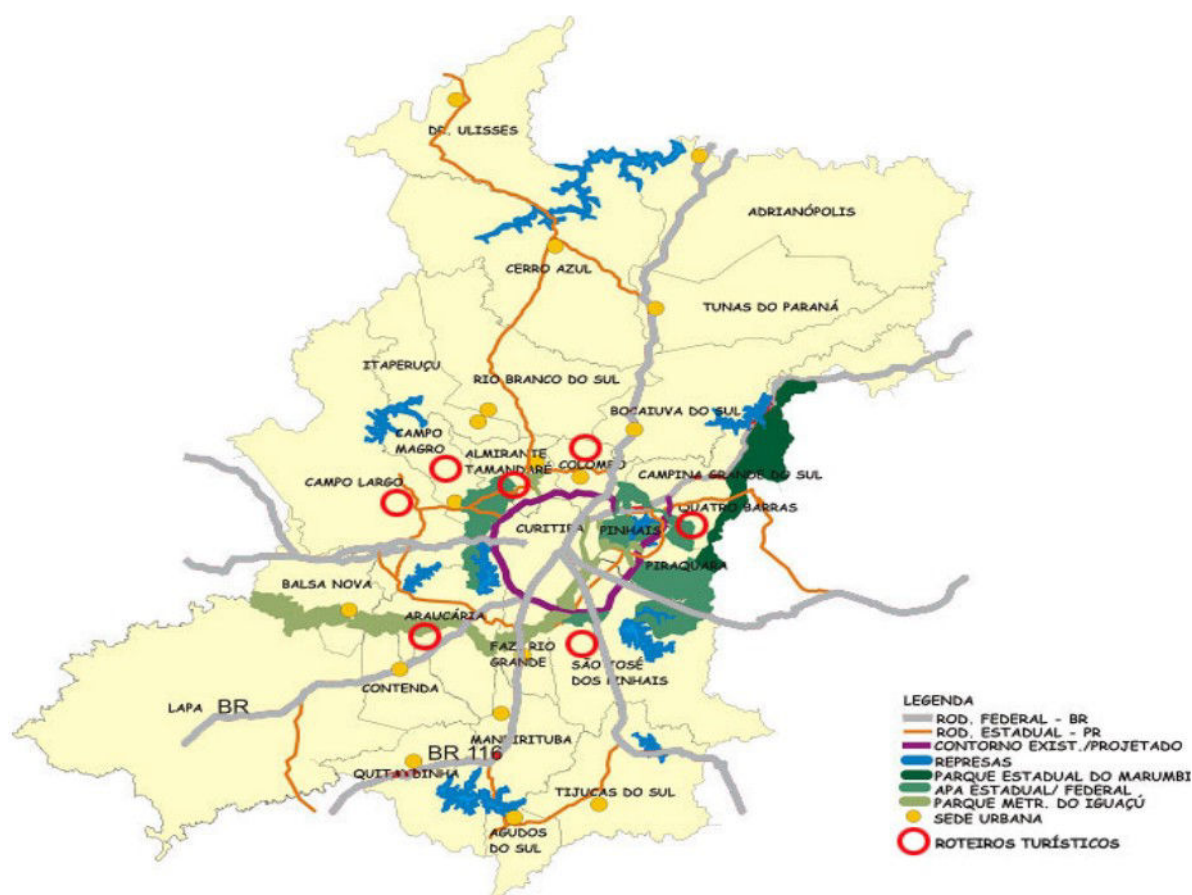 DR. ULISSES
ADRIANÓPOLIS
CERRO AZUL
TUNAS DO PARANÁ
ITAPERUÇU
RIO BRANCO DO SUL
BOCAIUVA DO SUL
CAMPO
MAGRO
ALMIRANTE
TAMANDARÉ
COLOMBO
CAMPINA GRANDE DO SUL
CAMPO LARGO
QUATRO BARRAS
CURITIBA
PINHAIS
PIRAQUARA
BALSA NOVA
ARAUCÁRIA
FAZ. RIO
GRANDE
SÃO JOSÉ
DOS PINHAIS
CONTENDA
LAPA
BR
MANDIRITUBA
BR 116
QUITANDINHA
TIJUCAS DO SUL
AGUDOS
DO SUL
LEGENDA
ROD. FEDERAL - BR
ROD. ESTADUAL - PR
CONTORNO EXIST./PROJETADO
REPRESAS
PARQUE ESTADUAL DO MARUMBI
APA ESTADUAL/ FEDERAL
PARQUE METR. DO IGUAÇÚ
SEDE URBANA
ROTEIROS TURÍSTICOS